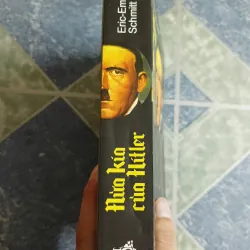 Eric-Em
Schmitt
Nửa kia
của Hitler